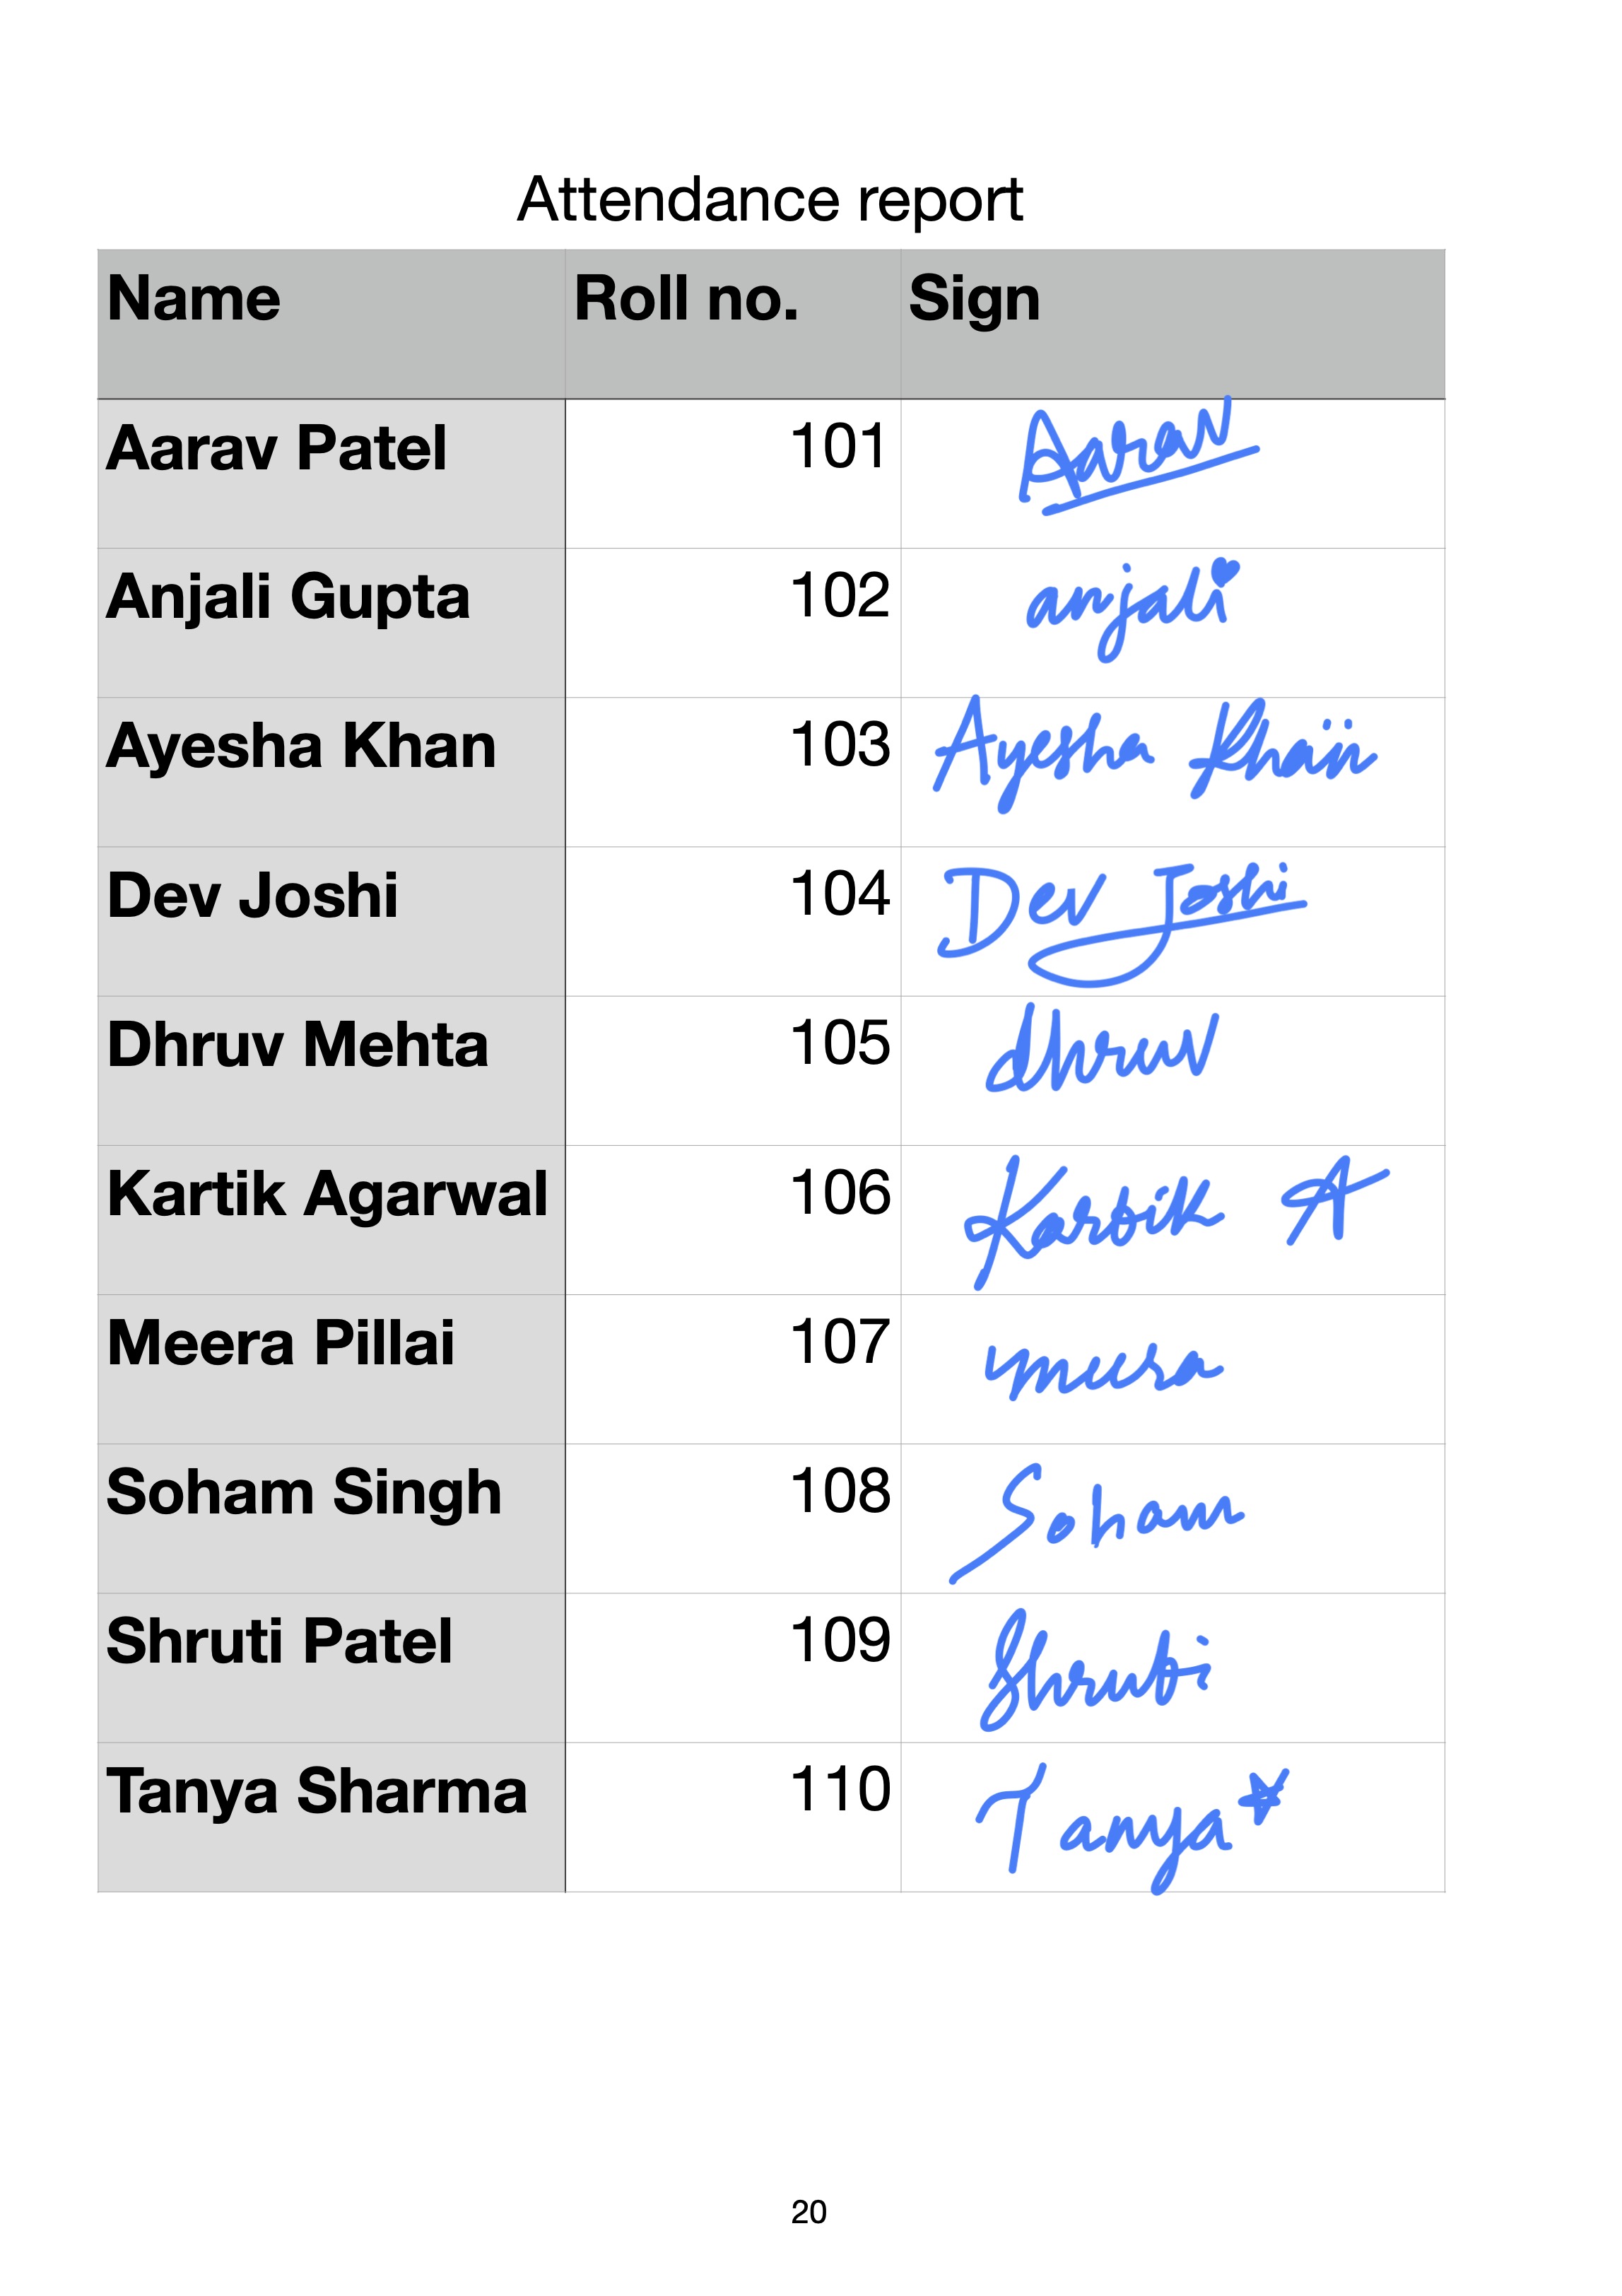 Attendance report
Name Roll no. Sign
Aarav Patel 101 Aarav
Anjali Gupta 102 anjali
Ayesha Khan 103 Ayesha Khan
Dev Joshi 104 Dev Joshi
Dhruv Mehta 105 dhruv
Kartik Agarwal 106 Kartik A
Meera Pillai 107 meera
Soham Singh 108 Soham
Shruti Patel 109 Shruti
Tanya Sharma 110 Tanya
20